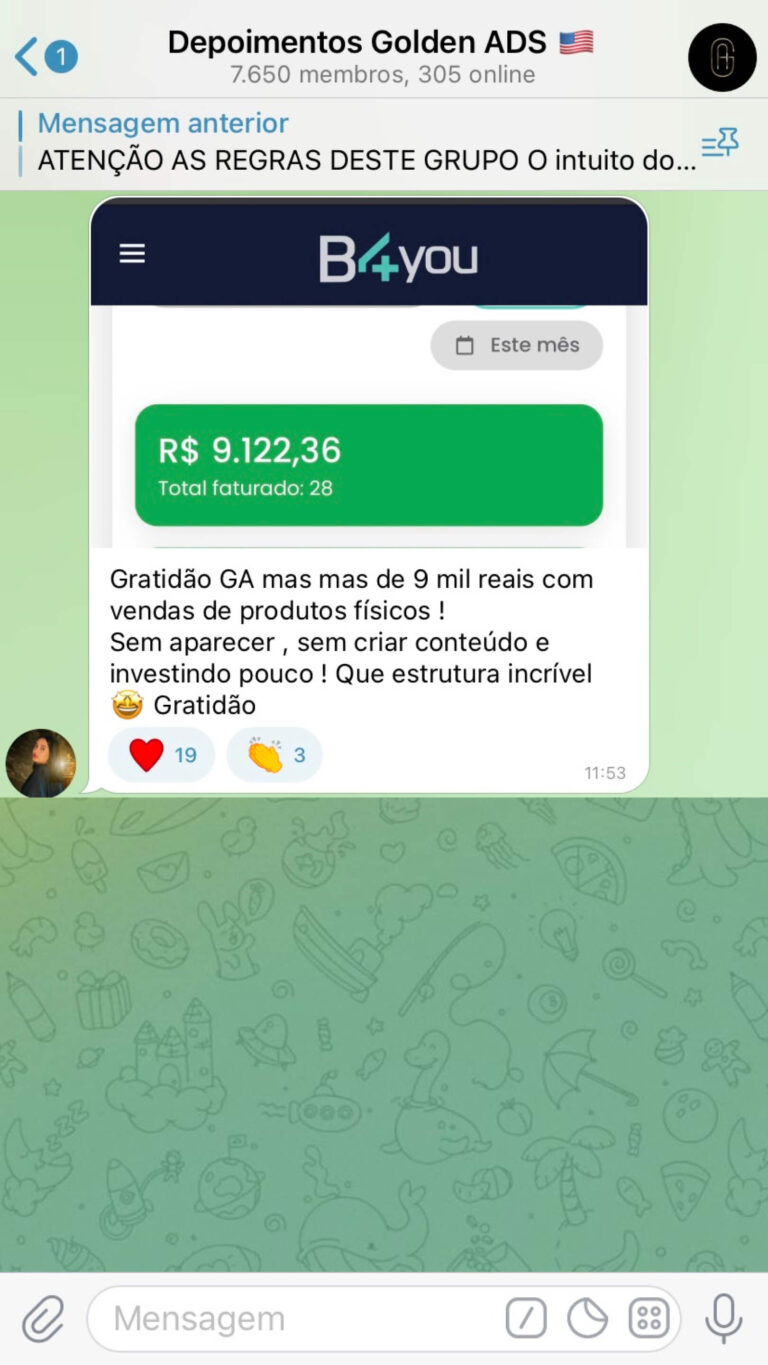 1
Depoimentos Golden ADS 🇺🇸
7.650 membros, 305 online
Mensagem anterior
ATENÇÃO AS REGRAS DESTE GRUPO O intuito do...
B4you
Este mês
R$ 9.122,36
Total faturado: 28
Gratidão GA mas mas de 9 mil reais com
vendas de produtos físicos !
Sem aparecer , sem criar conteúdo e
investindo pouco ! Que estrutura incrível
🤩 Gratidão
❤️ 19 👏 3
11:53
Mensagem